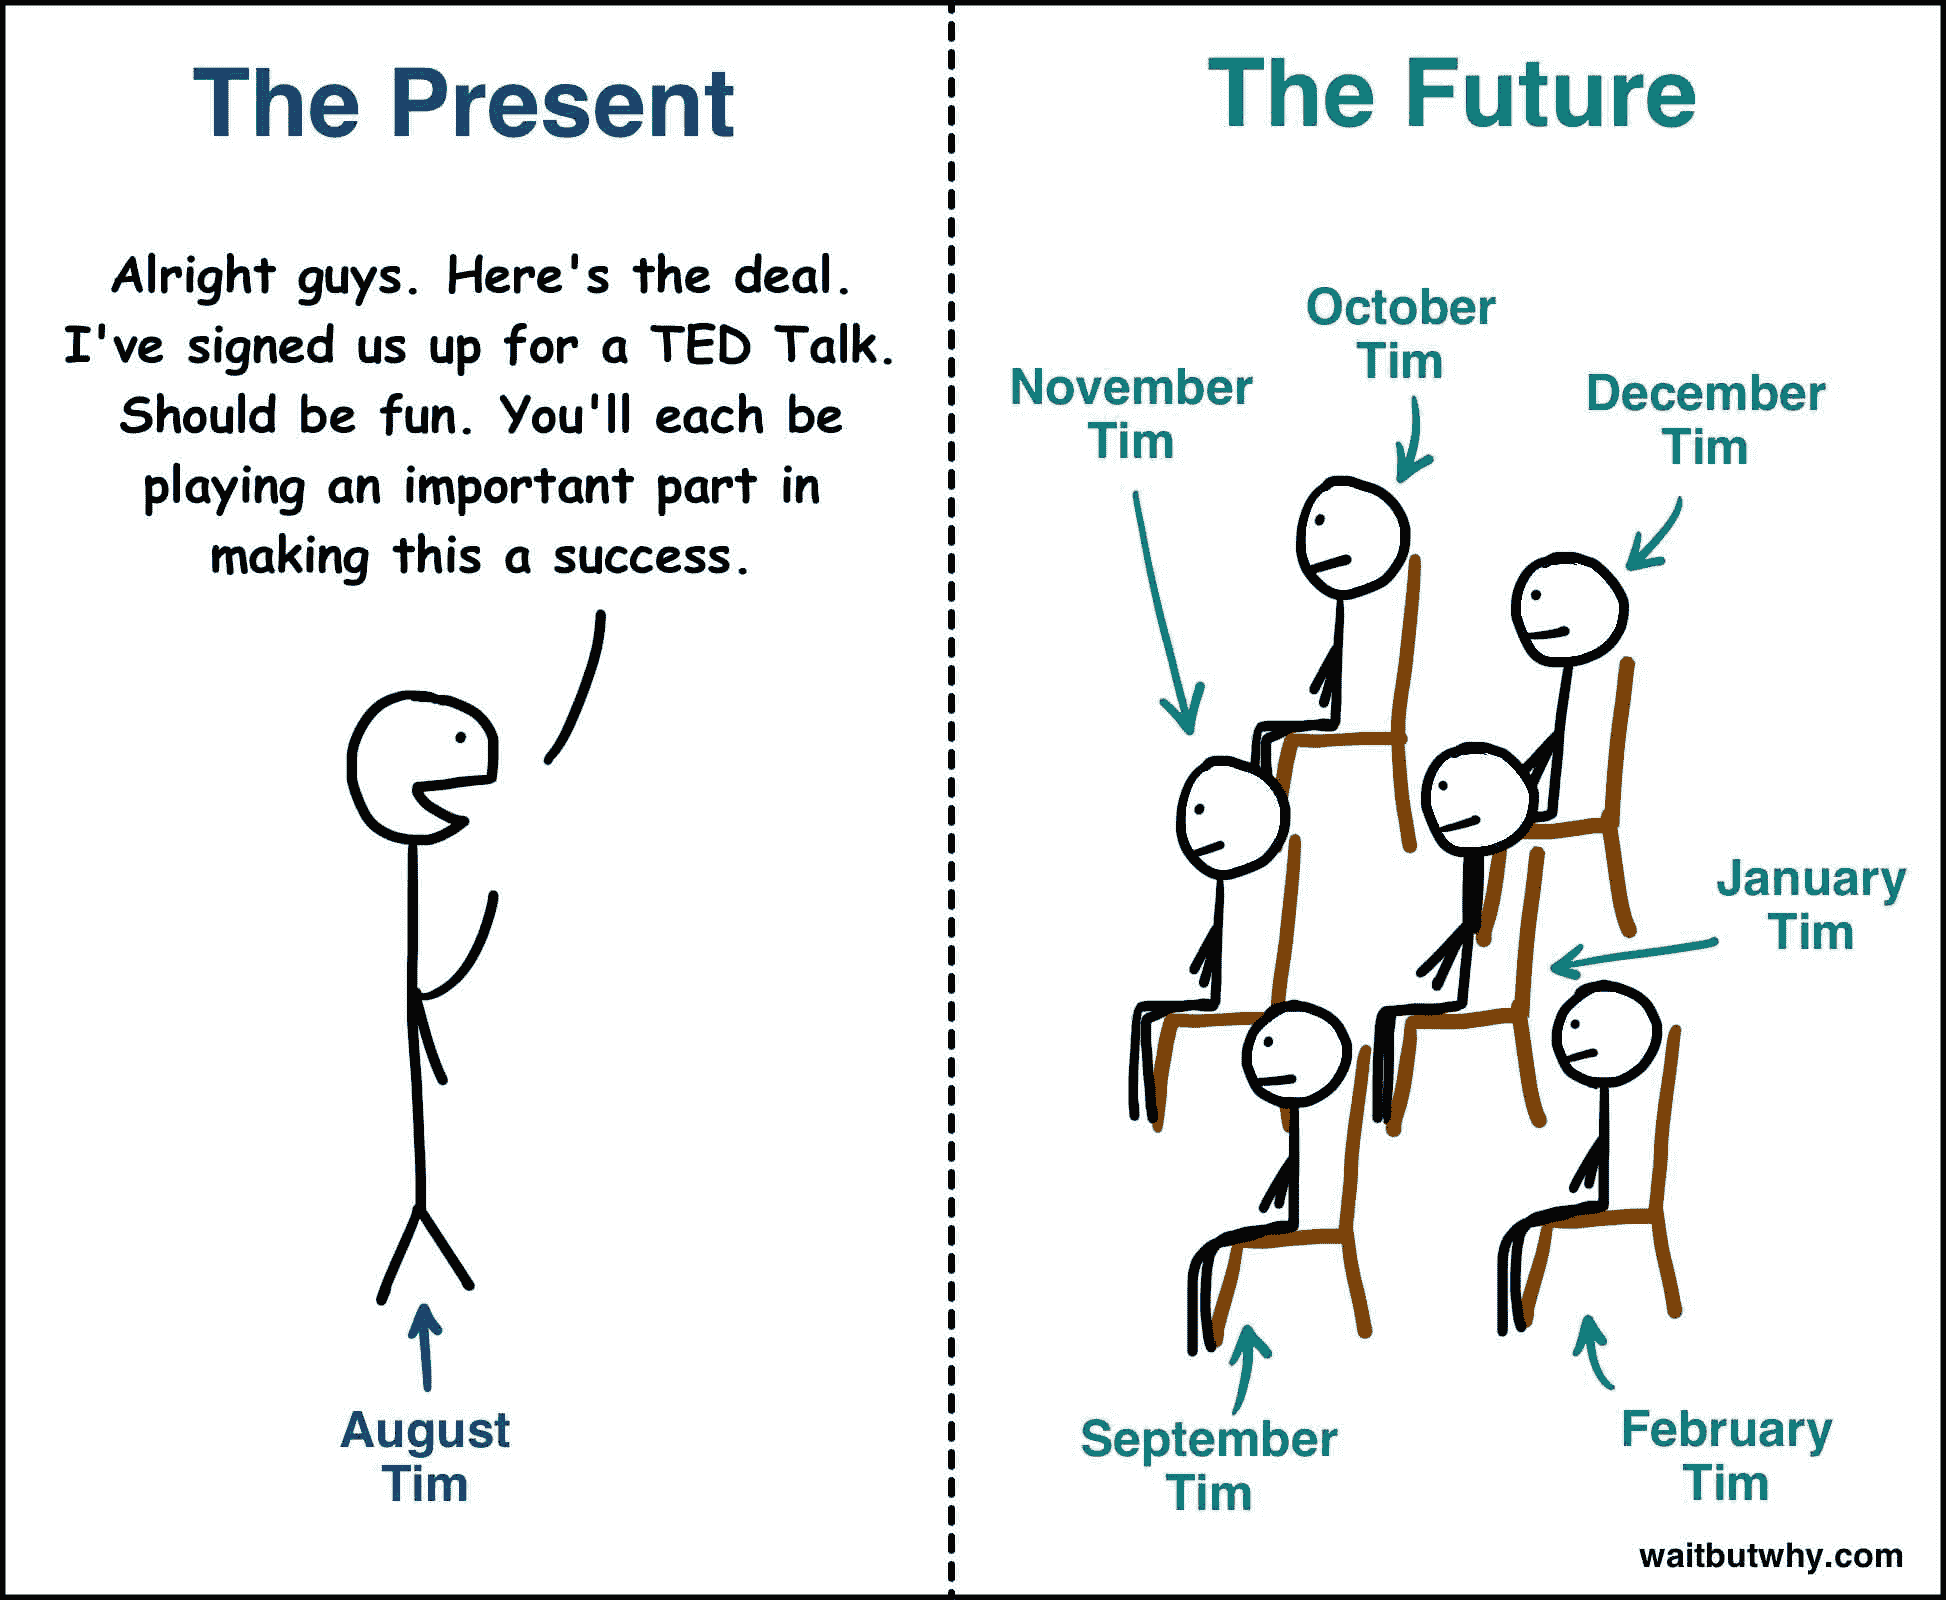 The Present
Alright guys. Here's the deal.
I've signed us up for a TED Talk.
Should be fun. You'll each be
playing an important part in
making this a success.
August
Tim
The Future
October
Tim
November
Tim
December
Tim
January
Tim
September
Tim
February
Tim
waitbutwhy.com